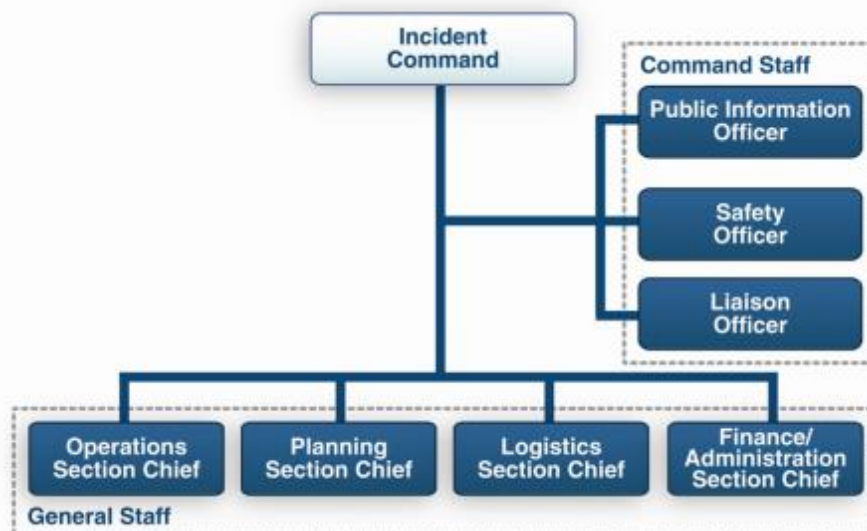 Incident
Command
Command Staff
Public Information
Officer
Safety
Officer
Liaison
Officer
Operations
Section Chief
Planning
Section Chief
Logistics
Section Chief
Finance/
Administration
Section Chief
General Staff